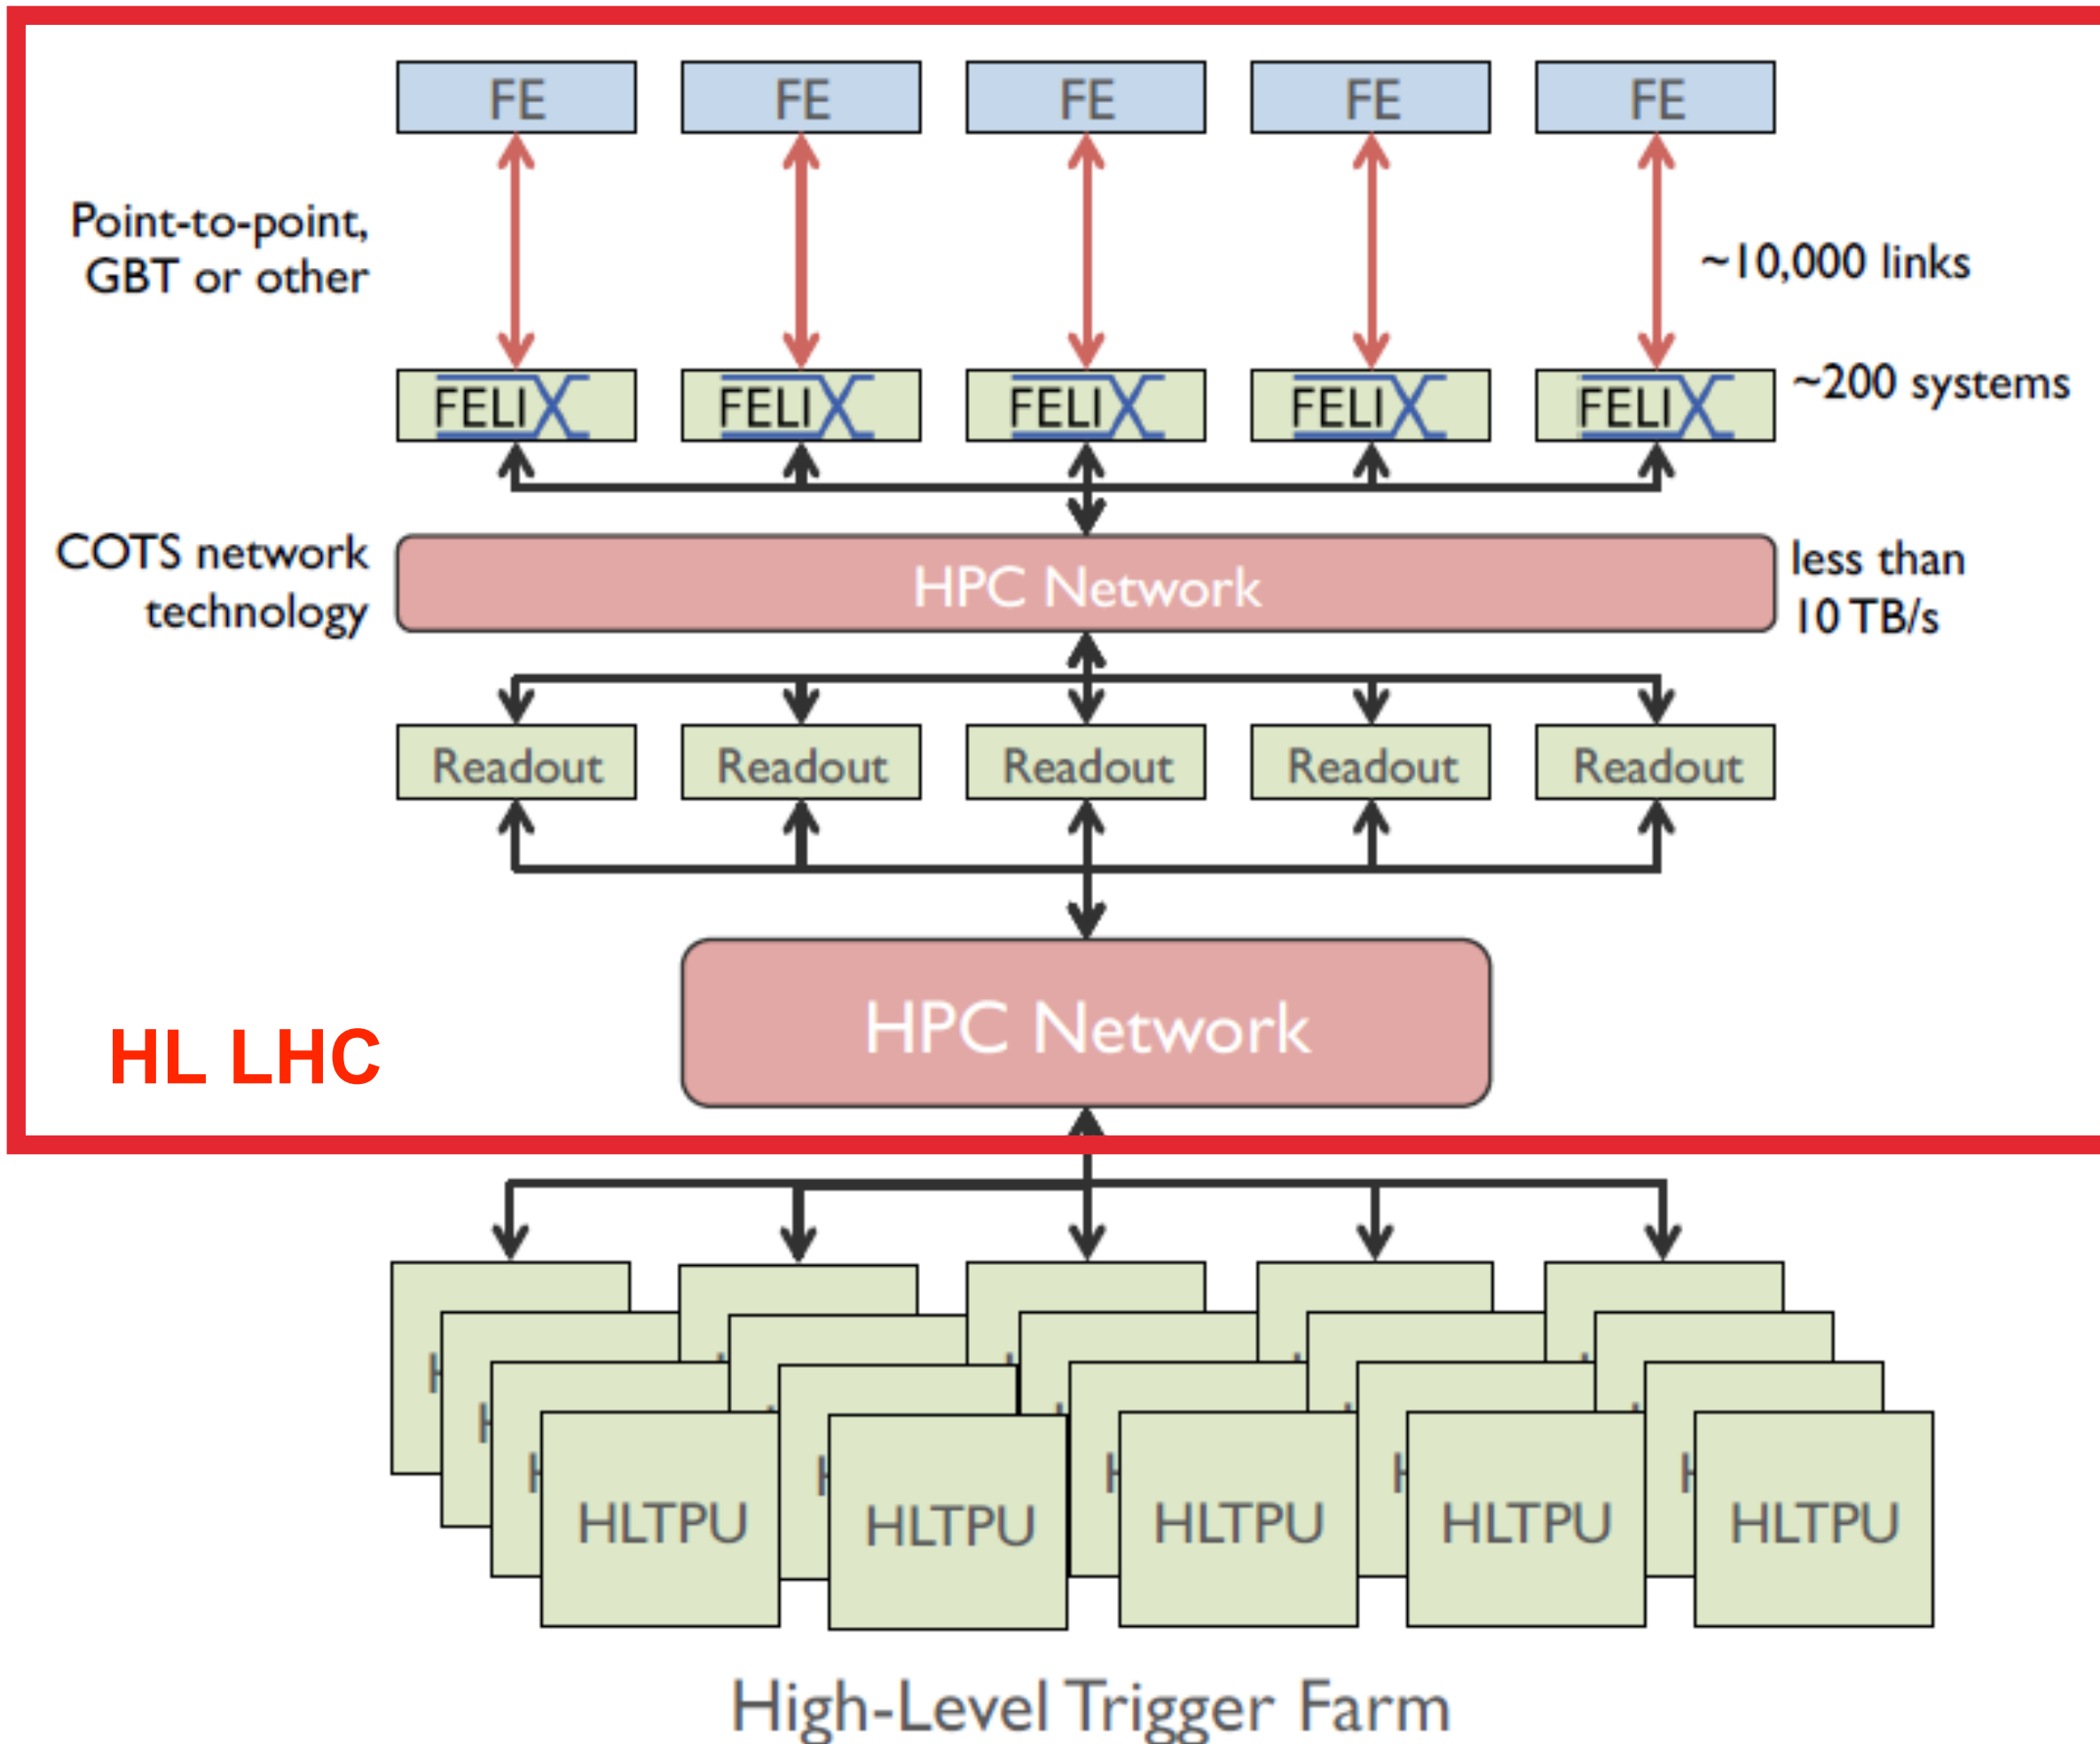 FE FE FE FE FE
Point-to-point,
GBT or other
~10,000 links
FELIX FELIX FELIX FELIX FELIX
~200 systems
COTS network
technology
HPC Network
less than
10 TB/s
Readout Readout Readout Readout Readout
HPC Network
HL LHC
HLTPU HLTPU HLTPU HLTPU HLTPU
High-Level Trigger Farm